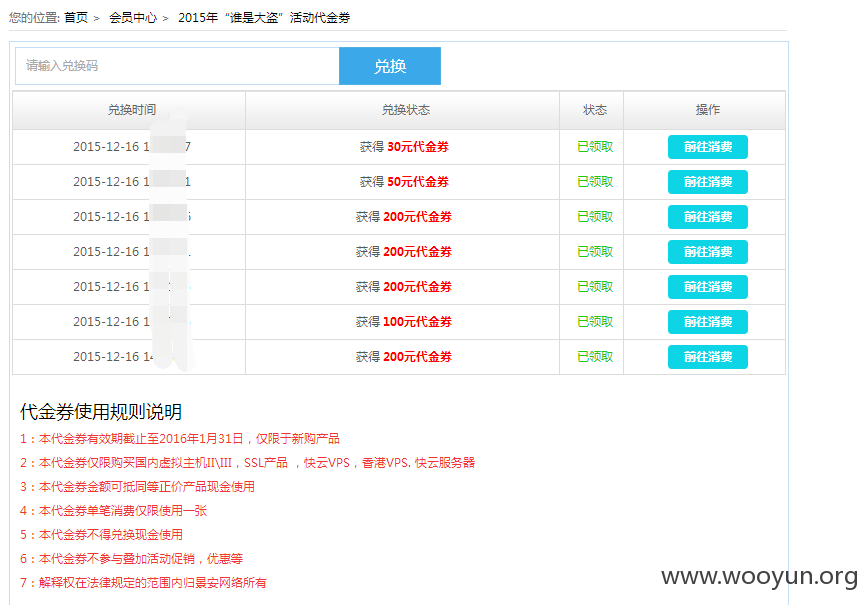 您的位置: 首页 > 会员中心 > 2015年“谁是大盗”活动代金券
请输入兑换码 兑换
兑换时间 兑换状态 状态 操作
2015-12-16 1 7 获得 30元代金券 已领取 前往消费
2015-12-16 1 1 获得 50元代金券 已领取 前往消费
2015-12-16 1 获得 200元代金券 已领取 前往消费
2015-12-16 1 获得 200元代金券 已领取 前往消费
2015-12-16 1 获得 200元代金券 已领取 前往消费
2015-12-16 1 获得 100元代金券 已领取 前往消费
2015-12-16 14 获得 200元代金券 已领取 前往消费
代金券使用规则说明
1：本代金券有效期截止至2016年1月31日，仅限于新购产品
2：本代金券仅限购买国内虚拟主机II\III，SSL产品 ，快云VPS，香港VPS. 快云服务器
3：本代金券金额可抵同等正价产品现金使用
4：本代金券单笔消费仅限使用一张
5：本代金券不得兑换现金使用
6：本代金券不参与叠加活动促销，优惠等
7：解释权在法律规定的范围内归景安网络所有
www.wooyun.org